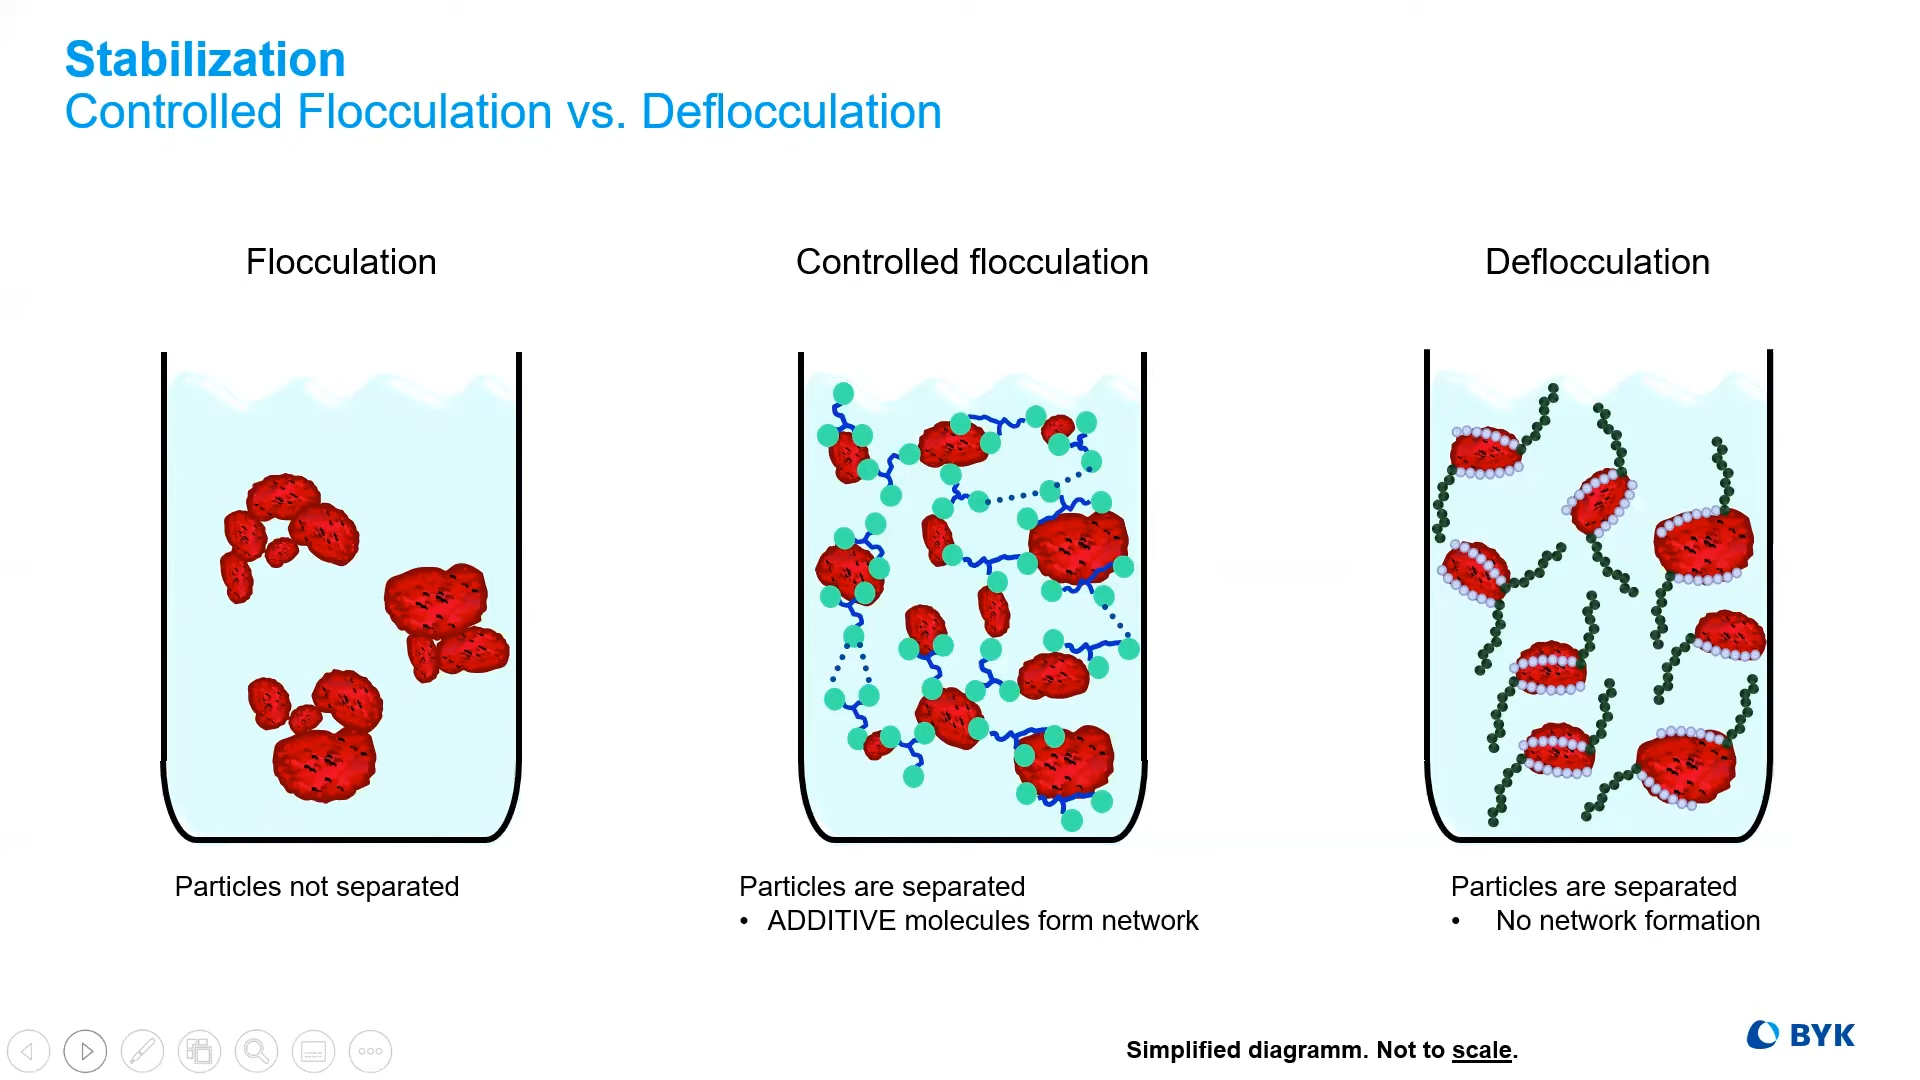 Stabilization
Controlled Flocculation vs. Deflocculation
Flocculation
Controlled flocculation
Deflocculation
Particles not separated
Particles are separated
• ADDITIVE molecules form network
Particles are separated
• No network formation
Simplified diagramm. Not to scale.
BYK